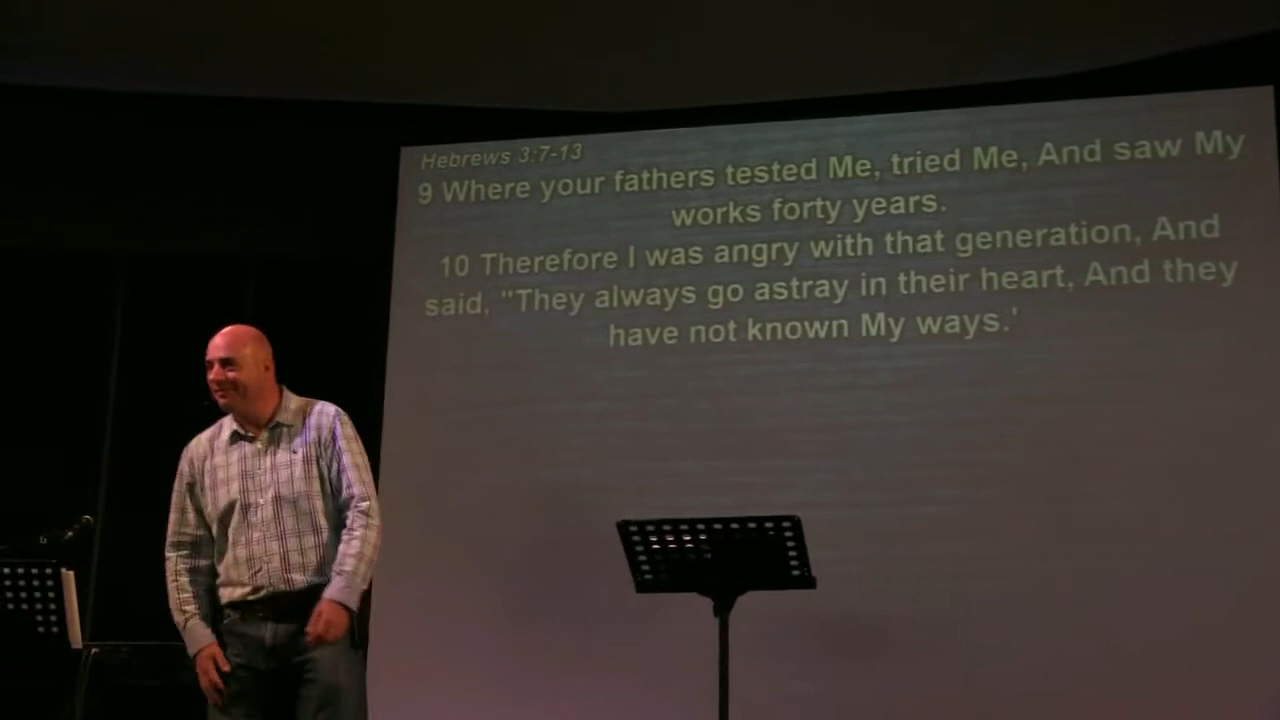 Hebrews 3:7-13
9 Where your fathers tested Me, tried Me, And saw My
works forty years.
10 Therefore I was angry with that generation, And
said, "They always go astray in their heart, And they
have not known My ways.'